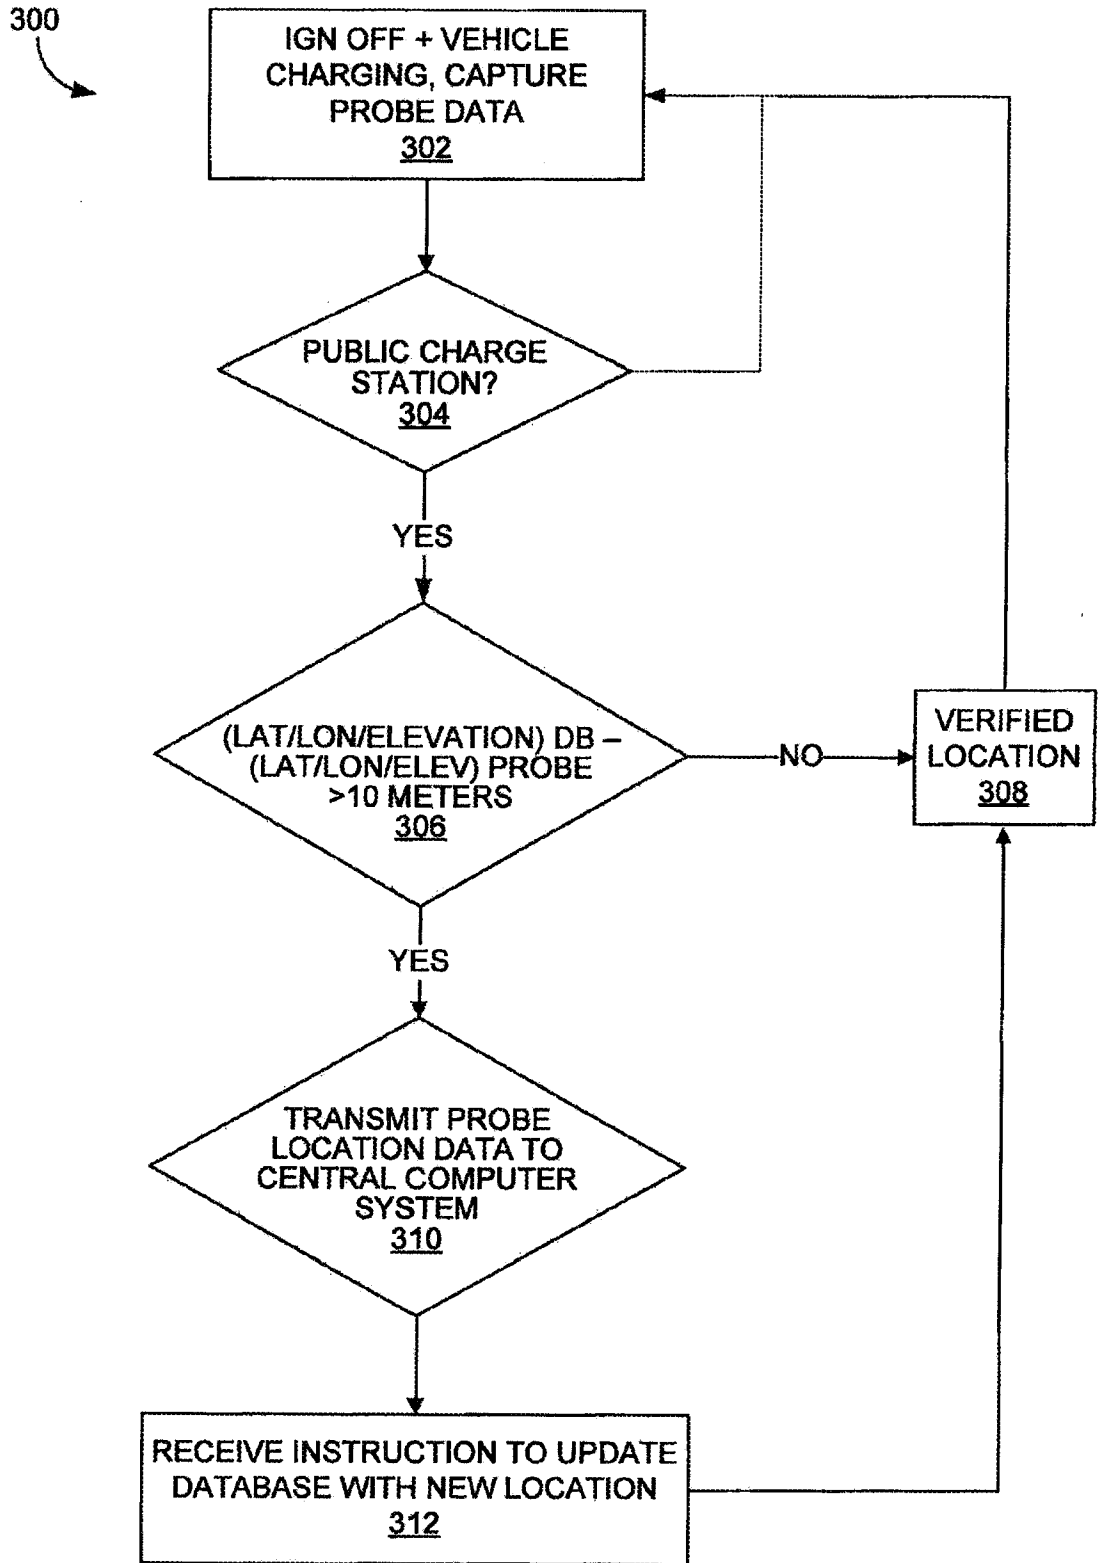 300
IGN OFF + VEHICLE
CHARGING, CAPTURE
PROBE DATA
302
PUBLIC CHARGE
STATION?
304
YES
(LAT/LON/ELEVATION) DB –
(LAT/LON/ELEV) PROBE
>10 METERS
306
NO
VERIFIED
LOCATION
308
YES
TRANSMIT PROBE
LOCATION DATA TO
CENTRAL COMPUTER
SYSTEM
310
RECEIVE INSTRUCTION TO UPDATE
DATABASE WITH NEW LOCATION
312